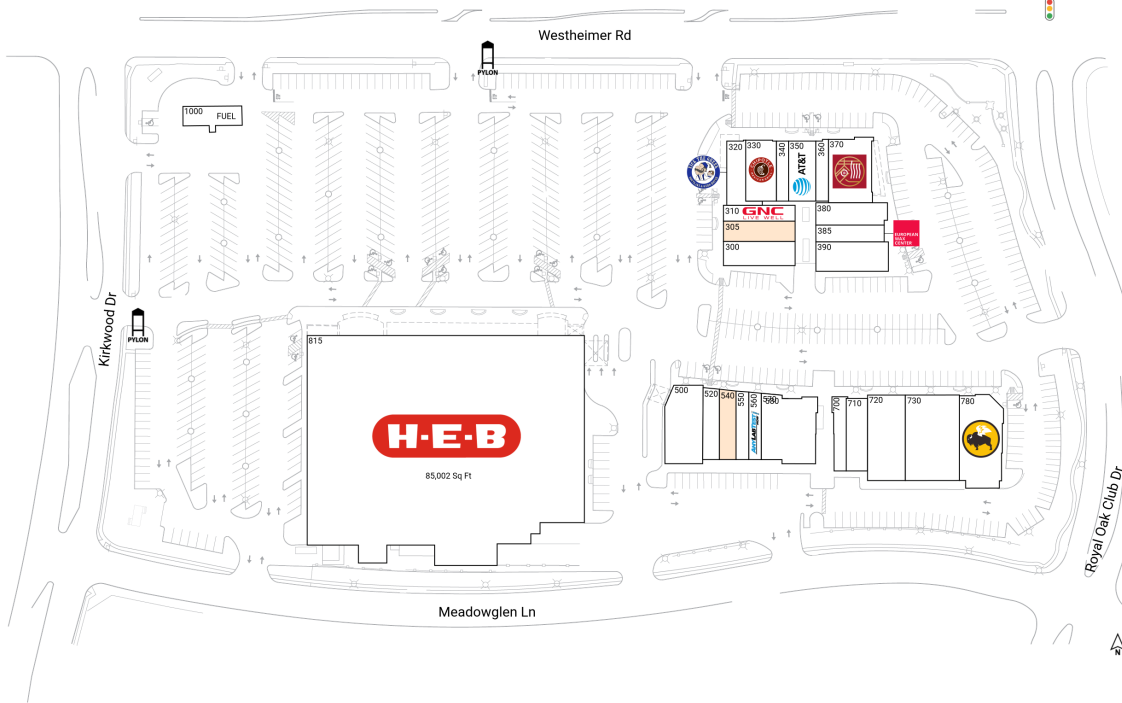 Westheimer Rd
PYLON
1000
FUEL
320
330
340
350
360
370
AT&T
310
GNC
LIVE WELL
305
300
380
385
390
EUROPEAN
WAX
CENTER
Kirkwood Dr
PYLON
815
H-E-B
85,002 Sq Ft
500
520
540
550
560
580
ANYLABTEST
NOW
700
710
720
730
780
Royal Oak Club Dr
Meadowglen Ln
N